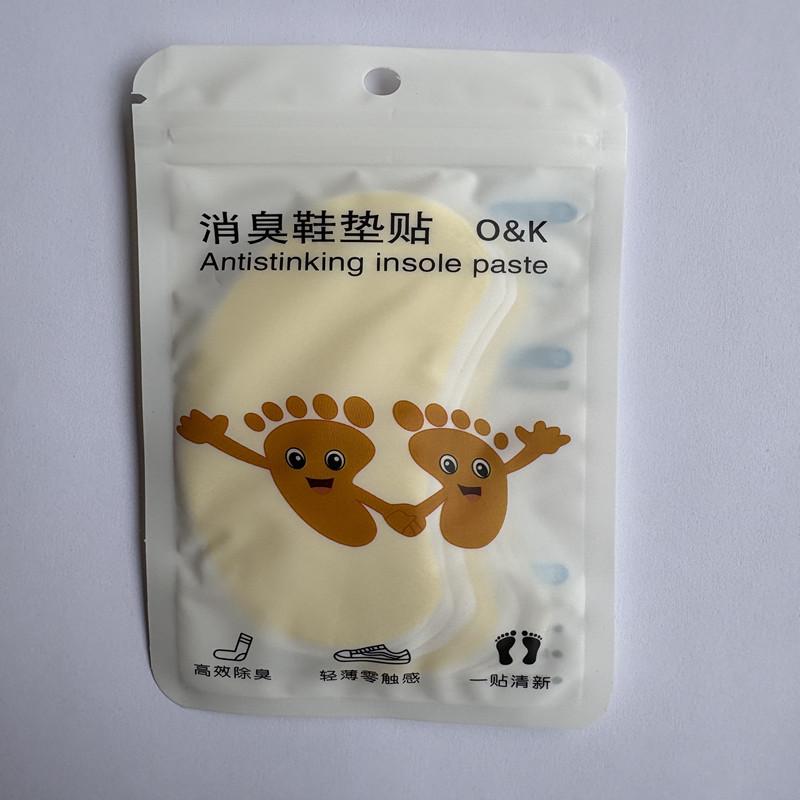 消臭鞋垫贴 O&K
Antistinking insole paste
高效除臭 轻薄零触感 一贴清新